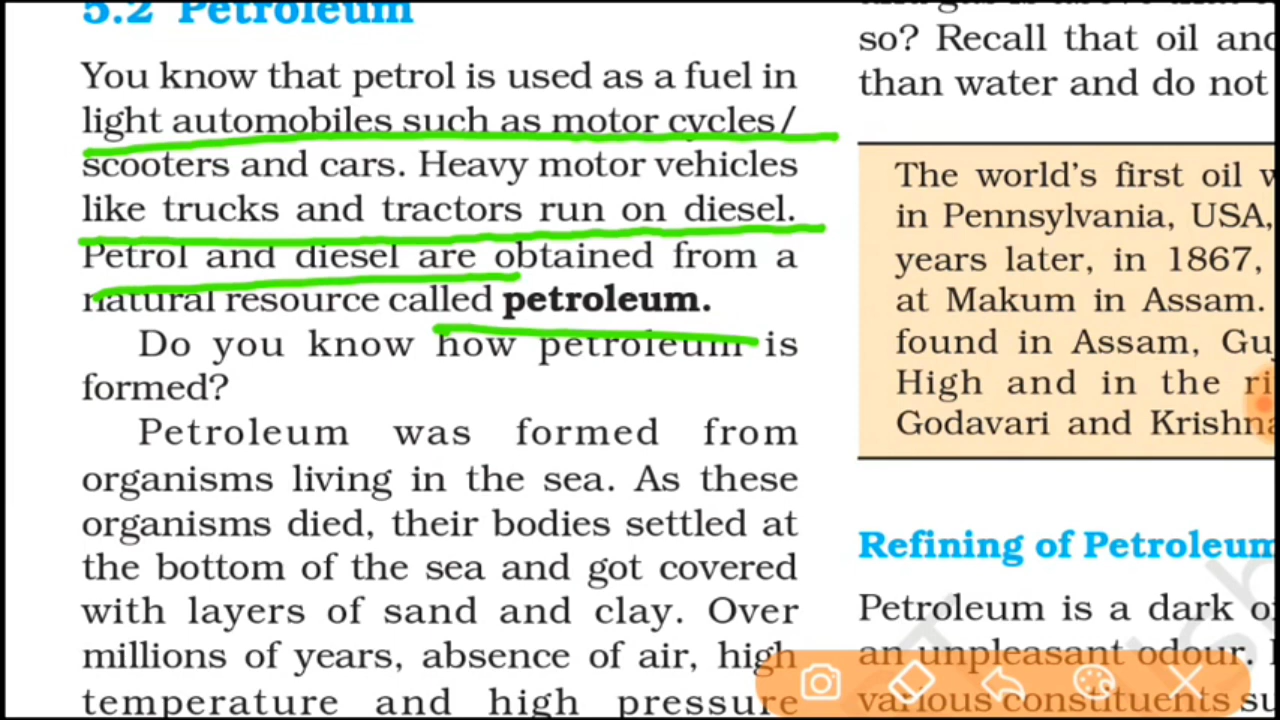 5.2 Petroleum
You know that petrol is used as a fuel in
light automobiles such as motor cycles/
scooters and cars. Heavy motor vehicles
like trucks and tractors run on diesel.
Petrol and diesel are obtained from a
natural resource called petroleum.
Do you know how petroleum is
formed?
Petroleum was formed from
organisms living in the sea. As these
organisms died, their bodies settled at
the bottom of the sea and got covered
with layers of sand and clay. Over
millions of years, absence of air, high
temperature and high pressure
so? Recall that oil and
than water and do not
The world's first oil
in Pennsylvania, USA,
years later, in 1867,
at Makum in Assam.
found in Assam,
High and in the
Godavari and
Refining of Petroleum
Petroleum is a dark
an unpleasant odour.
various constituents